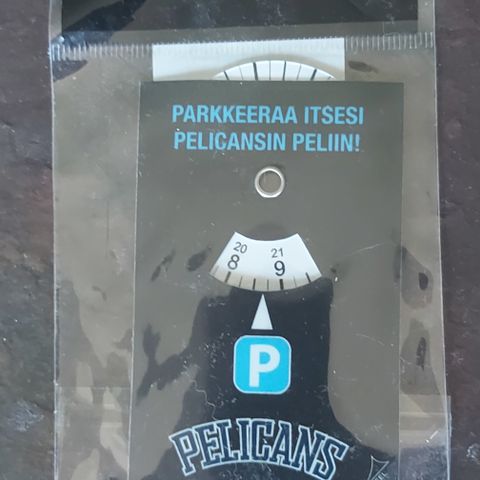 PARKKEERAA ITSESI
PELICANSIN PELIIN!
20 21
8 9
P
PELICANS